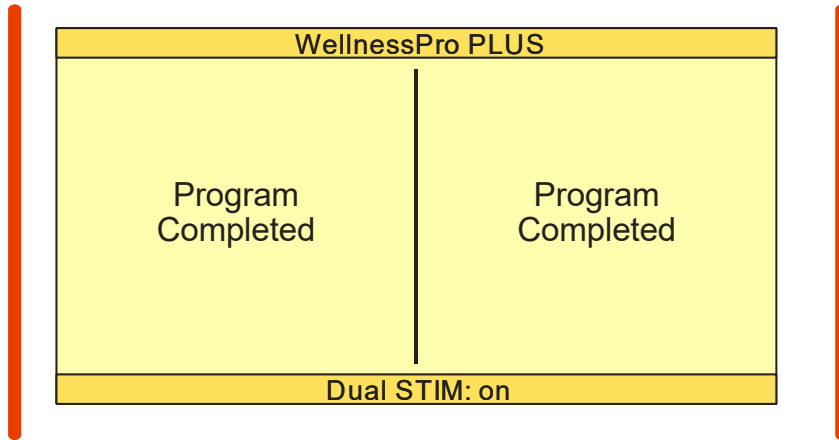 WellnessPro PLUS
Program
Completed
Program
Completed
Dual STIM: on